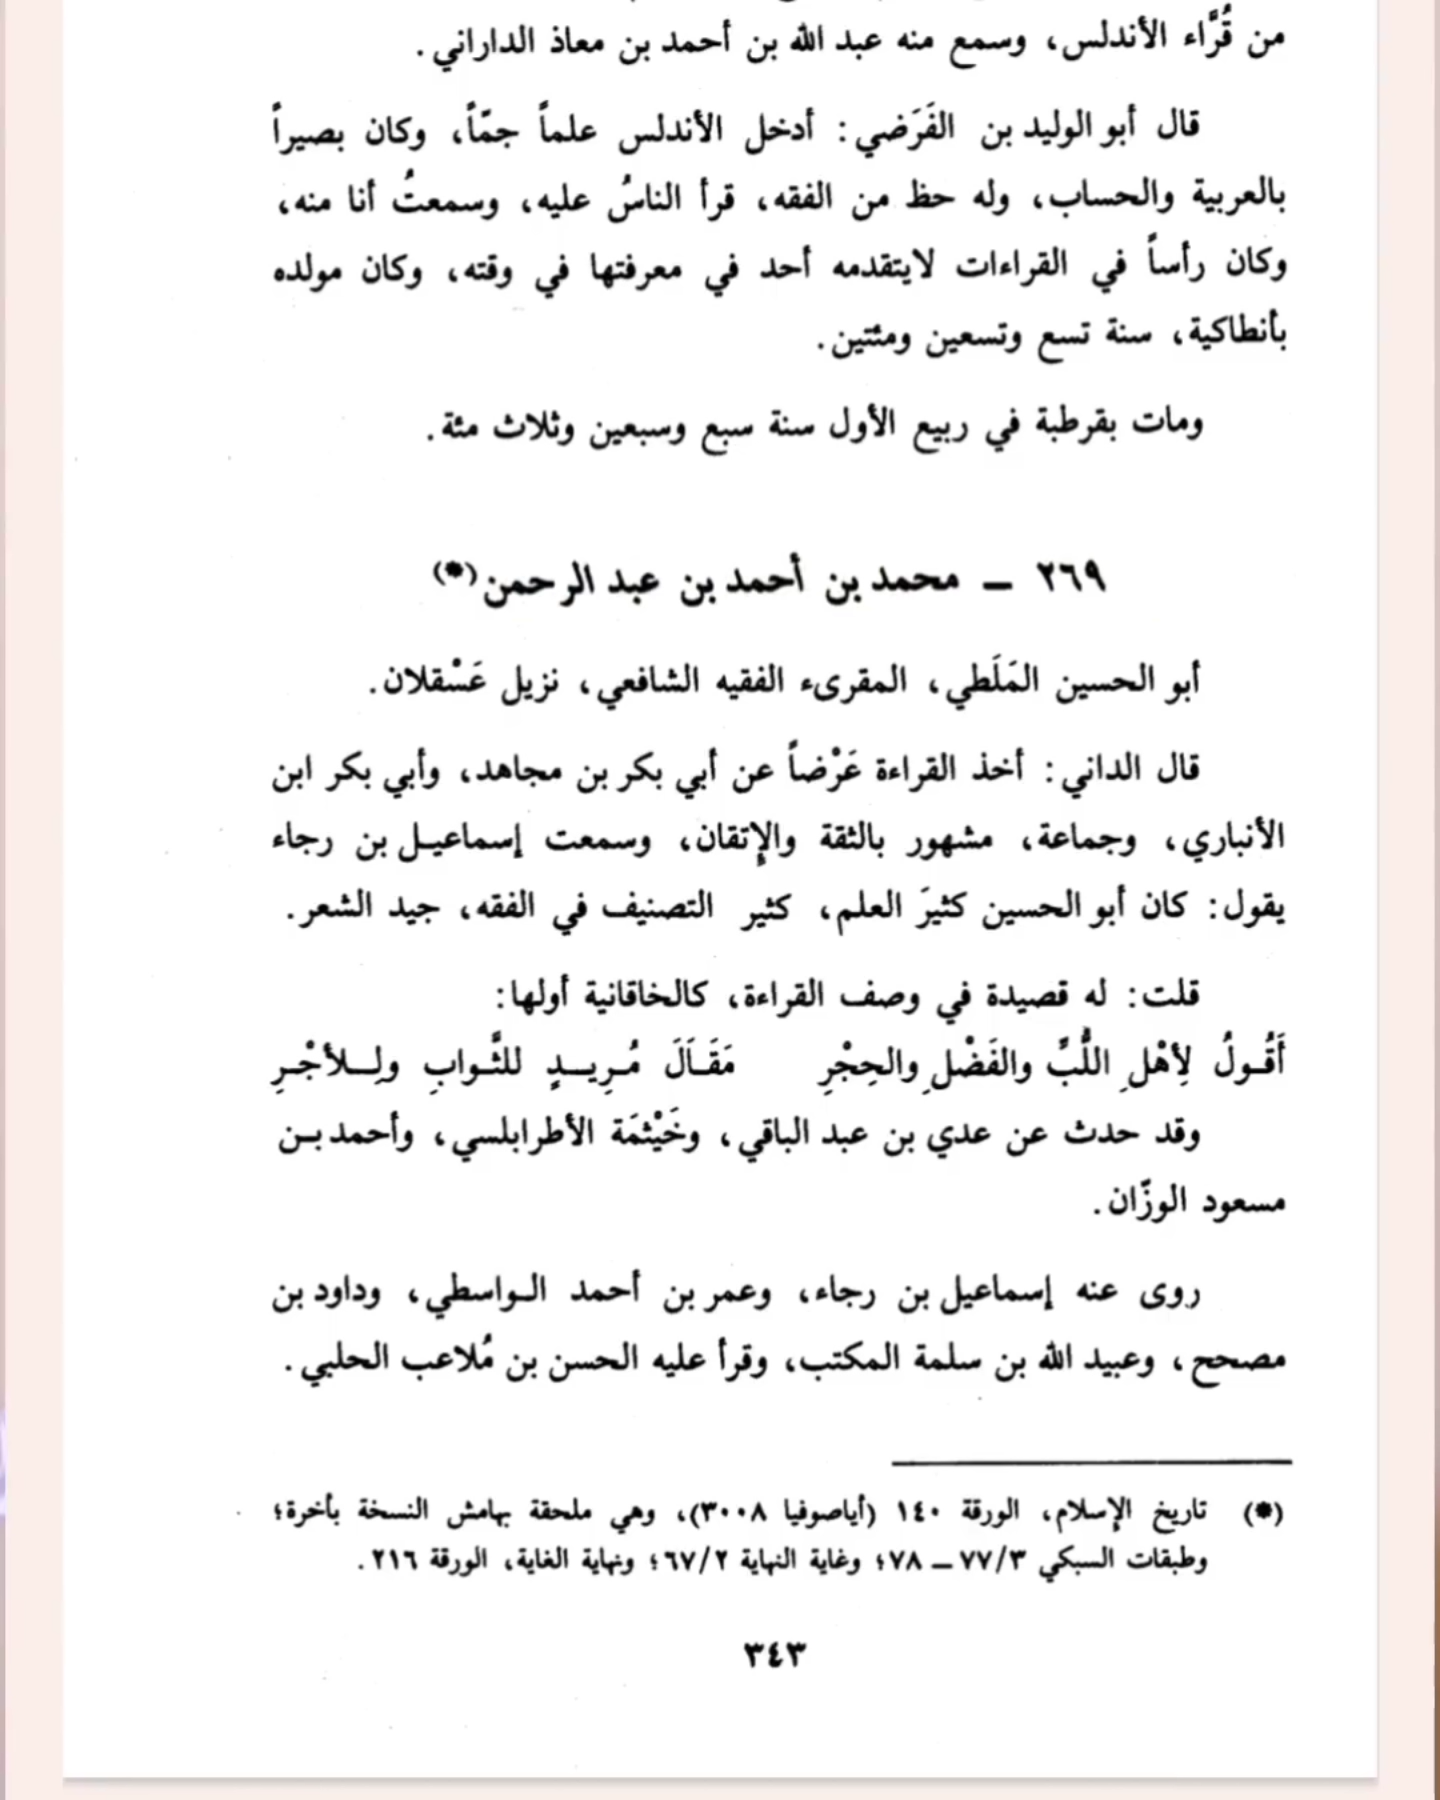 من قُرَّاء الأندلس، وسمع منه عبد الله بن أحمد بن معاذ الداراني.
قال أبو الوليد بن الفَرَضي: أدخل الأندلس علماً جمّاً، وكان بصيراً
بالعربية والحساب، وله حظ من الفقه، قرأ الناسُ عليه، وسمعتُ أنا منه،
وكان رأساً في القراءات لايتقدمه أحد في معرفتها في وقته، وكان مولده
بأنطاكية، سنة تسع وتسعين ومئتين.
ومات بقرطبة في ربيع الأول سنة سبع وسبعين وثلاث مئة.
٢٦٩ – محمد بن أحمد بن عبد الرحمن(*)
أبو الحسين المَلَطي، المقرىء الفقيه الشافعي، نزيل عَسْقلان.
قال الداني: أخذ القراءة عَرْضاً عن أبي بكر بن مجاهد، وأبي بكر ابن
الأنباري، وجماعة، مشهور بالثقة والإتقان، وسمعت إسماعيل بن رجاء
يقول: كان أبو الحسين كثيرَ العلم، كثير التصنيف في الفقه، جيد الشعر.
قلت: له قصيدة في وصف القراءة، كالخاقانية أولها:
أَقُولُ لِأهْلِ اللُّبِّ والفَضْلِ والحِجْرِ مَقَالَ مُرِيدٍ للثَّوابِ ولِلأجْرِ
وقد حدث عن عدي بن عبد الباقي، وخَيْثمَة الأطرابلسي، وأحمد بن
مسعود الوزّان.
روى عنه إسماعيل بن رجاء، وعمر بن أحمد الواسطي، وداود بن
مصحح، وعبيد الله بن سلمة المكتب، وقرأ عليه الحسن بن مُلاعب الحلبي.
(*) تاريخ الإسلام، الورقة ١٤٠ (أياصوفيا ٣٠٠٨)، وهي ملحقة بهامش النسخة بأخرة؛
وطبقات السبكي ٧٧/٣ – ٧٨؛ وغاية النهاية ٦٧/٢؛ ونهاية الغاية، الورقة ٢١٦.
٣٤٣